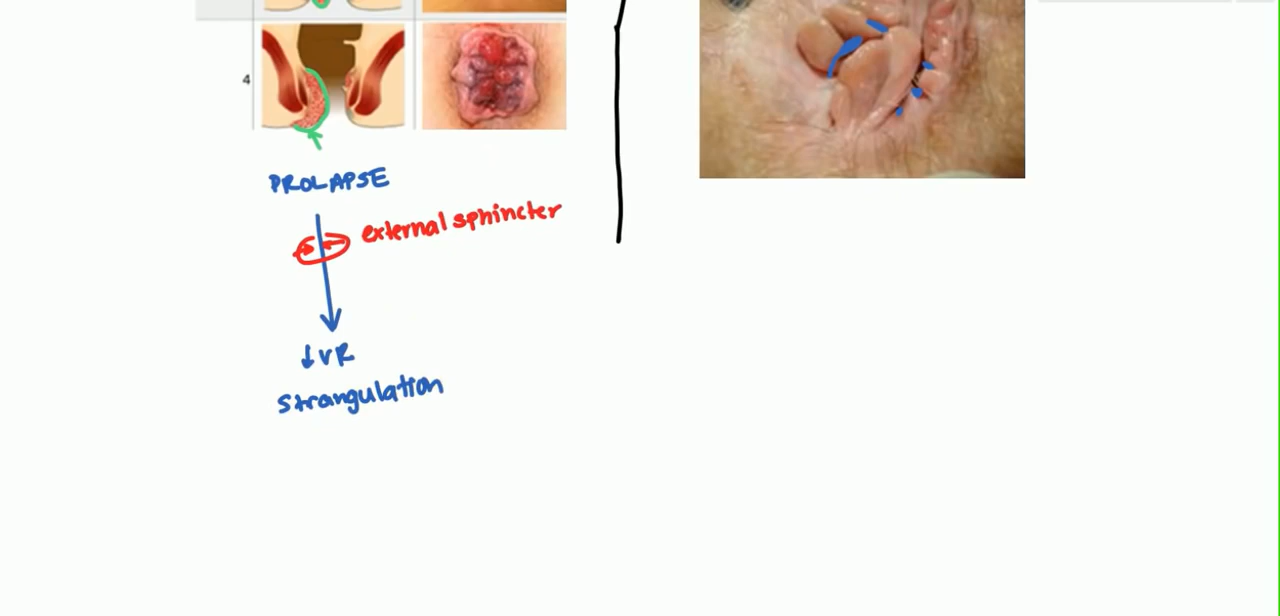 4
PROLAPSE
external sphincter
↓VR
strangulation